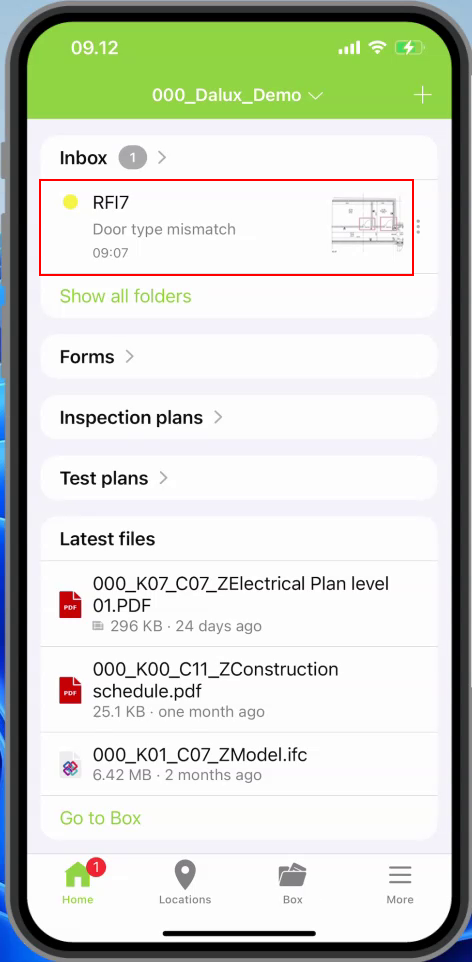 09.12
000_Dalux_Demo
Inbox 1
RFI7
Door type mismatch
09:07
Show all folders
Forms
Inspection plans
Test plans
Latest files
000_K07_C07_ZElectrical Plan level
01.PDF
PDF
296 KB · 24 days ago
000_K00_C11_ZConstruction
schedule.pdf
PDF
25.1 KB · one month ago
000_K01_C07_ZModel.ifc
6.42 MB · 2 months ago
Go to Box
1
Home
Locations
Box
More